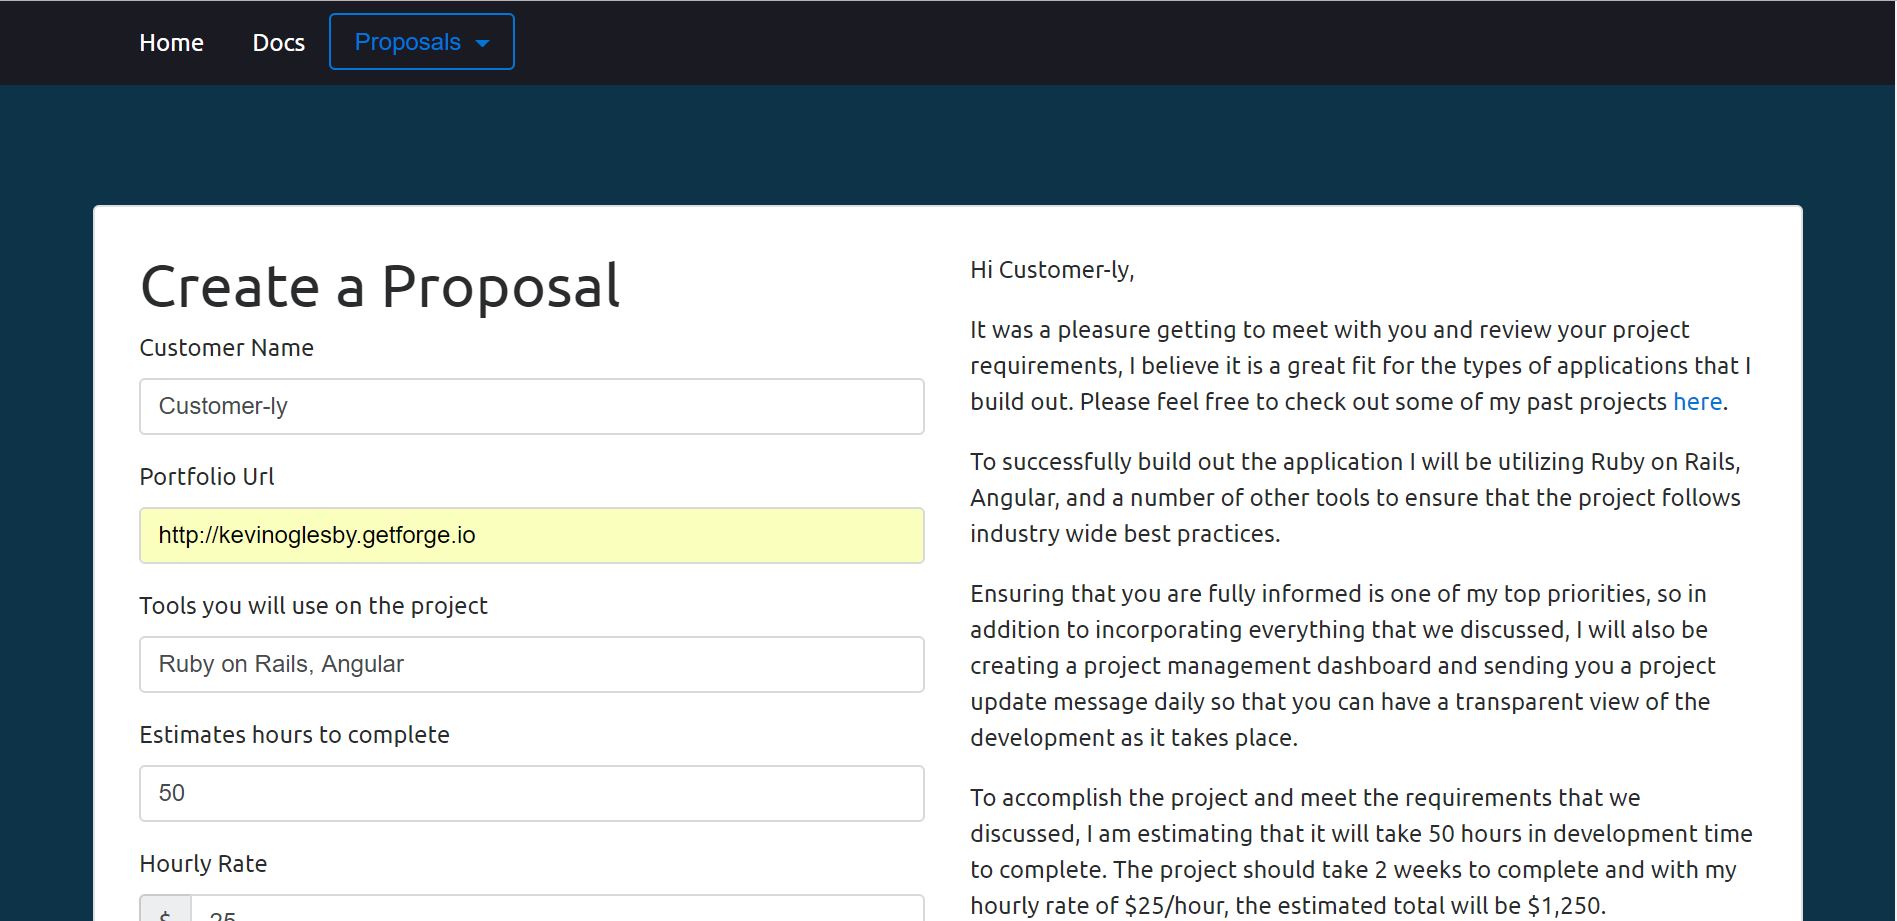 Home
Docs
Proposals
Create a Proposal
Customer Name
Customer-ly
Portfolio Url
http://kevinoglesby.getforge.io
Tools you will use on the project
Ruby on Rails, Angular
Estimates hours to complete
50
Hourly Rate
$ 25
Hi Customer-ly,
It was a pleasure getting to meet with you and review your project
requirements, I believe it is a great fit for the types of applications that I
build out. Please feel free to check out some of my past projects here.
To successfully build out the application I will be utilizing Ruby on Rails,
Angular, and a number of other tools to ensure that the project follows
industry wide best practices.
Ensuring that you are fully informed is one of my top priorities, so in
addition to incorporating everything that we discussed, I will also be
creating a project management dashboard and sending you a project
update message daily so that you can have a transparent view of the
development as it takes place.
To accomplish the project and meet the requirements that we
discussed, I am estimating that it will take 50 hours in development time
to complete. The project should take 2 weeks to complete and with my
hourly rate of $25/hour, the estimated total will be $1,250.